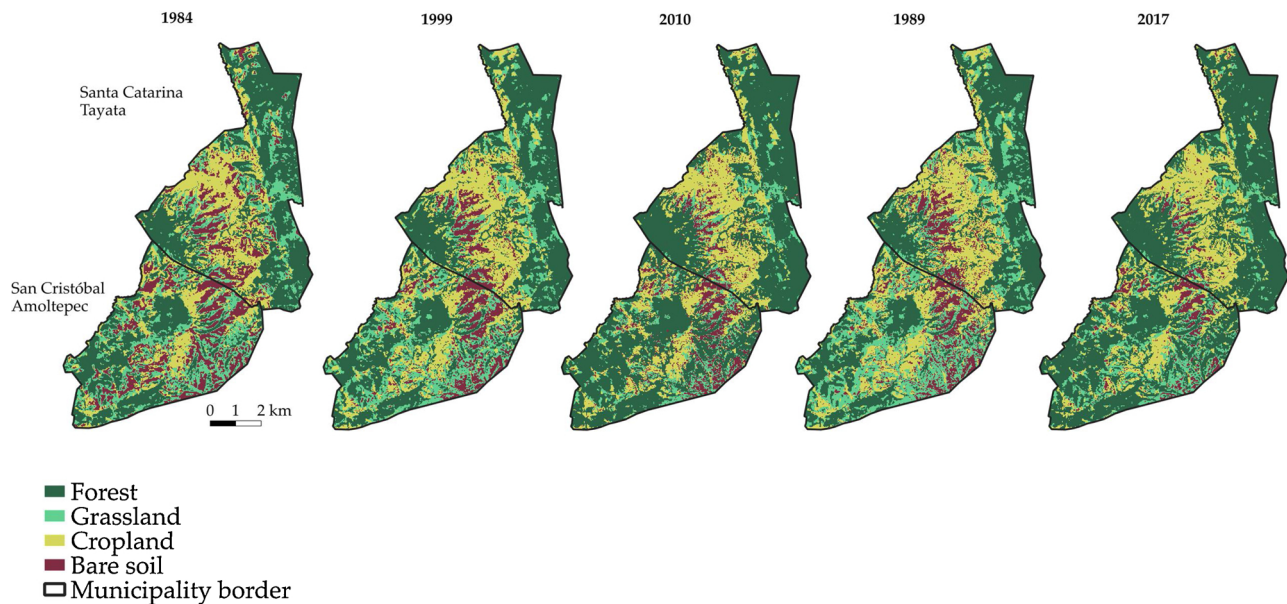 1984
1999
2010
1989
2017
Santa Catarina
Tayata
San Cristóbal
Amoltepec
0 1 2 km
Forest
Grassland
Cropland
Bare soil
Municipality border